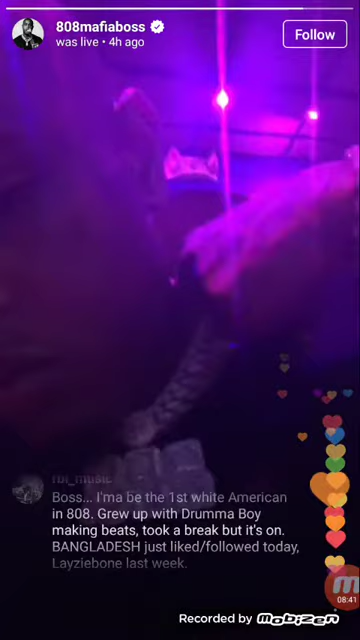 808mafiaboss
was live • 4h ago
Follow
rbl_music
Boss... I'ma be the 1st white American
in 808. Grew up with Drumma Boy
making beats, took a break but it's on.
BANGLADESH just liked/followed today,
Layziebone last week.
08:41
Recorded by mobizen